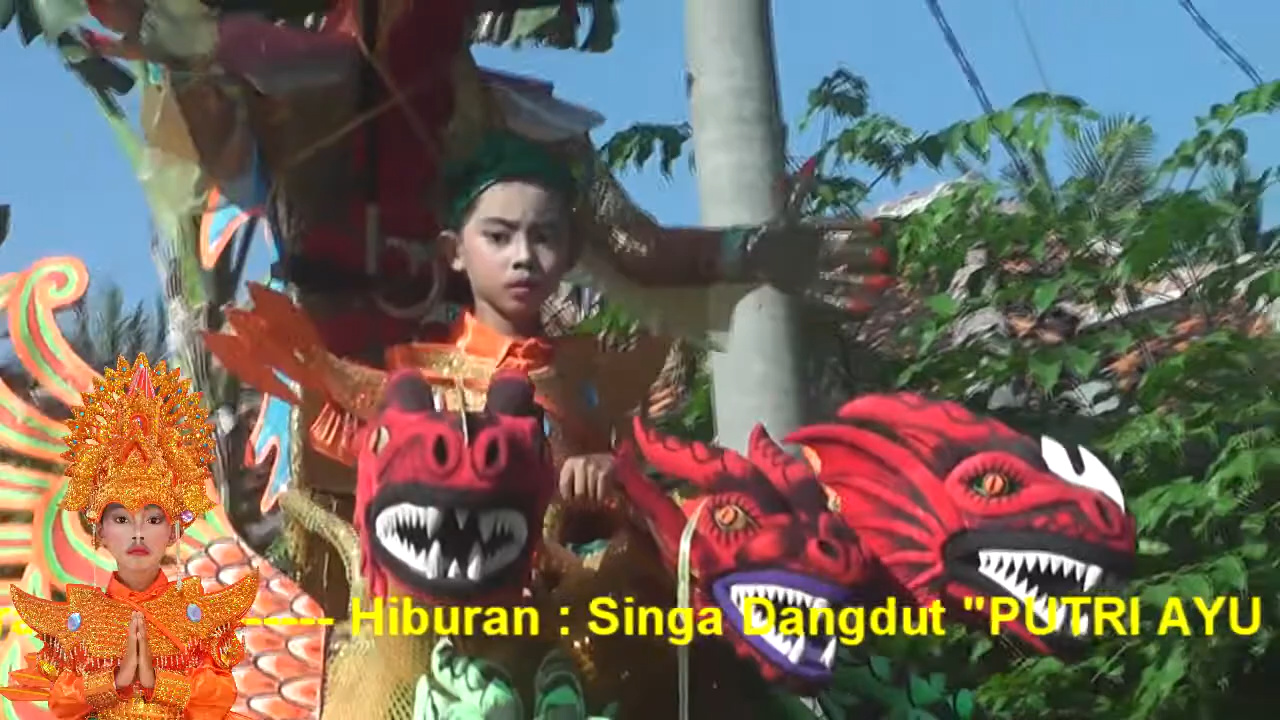 ------ Hiburan : Singa Dangdut "PUTRI AYU